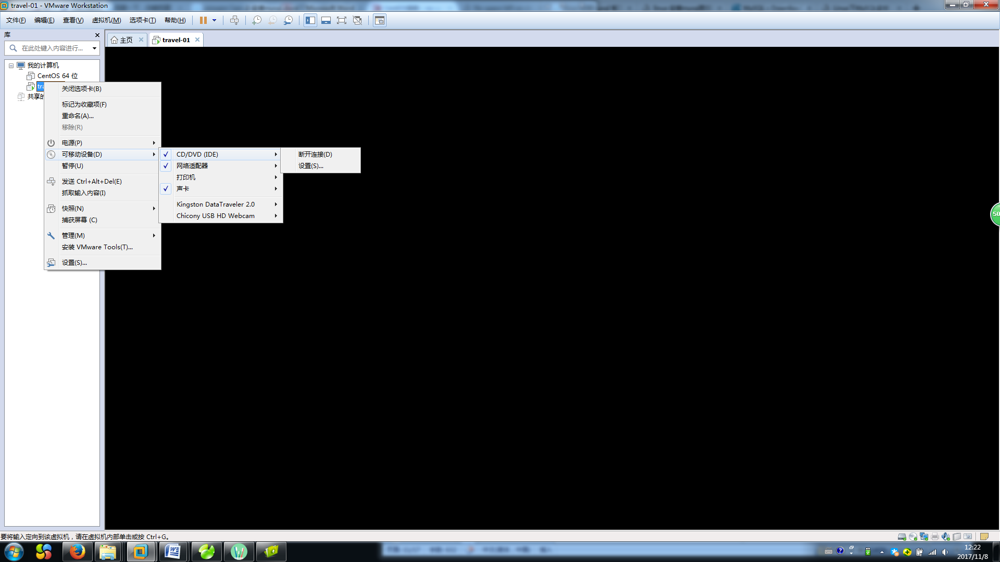 travel-01 - VMware Workstation
文件(F) 编辑(E) 查看(V) 虚拟机(M) 选项卡(T) 帮助(H)
库
在此处键入内容进行...
主页
travel-01
我的计算机
CentOS 64 位
共享的
关闭选项卡(B)
标记为收藏项(F)
重命名(A)...
移除(R)
电源(P)
可移动设备(D)
暂停(U)
发送 Ctrl+Alt+Del(E)
抓取输入内容(I)
快照(N)
捕获屏幕 (C)
管理(M)
安装 VMware Tools(T)...
设置(S)...
CD/DVD (IDE)
网络适配器
打印机
声卡
Kingston DataTraveler 2.0
Chicony USB HD Webcam
断开连接(D)
设置(S)...
50
要将输入定向到该虚拟机，请在虚拟机内部单击或按 Ctrl+G。
12:22
2017/11/8